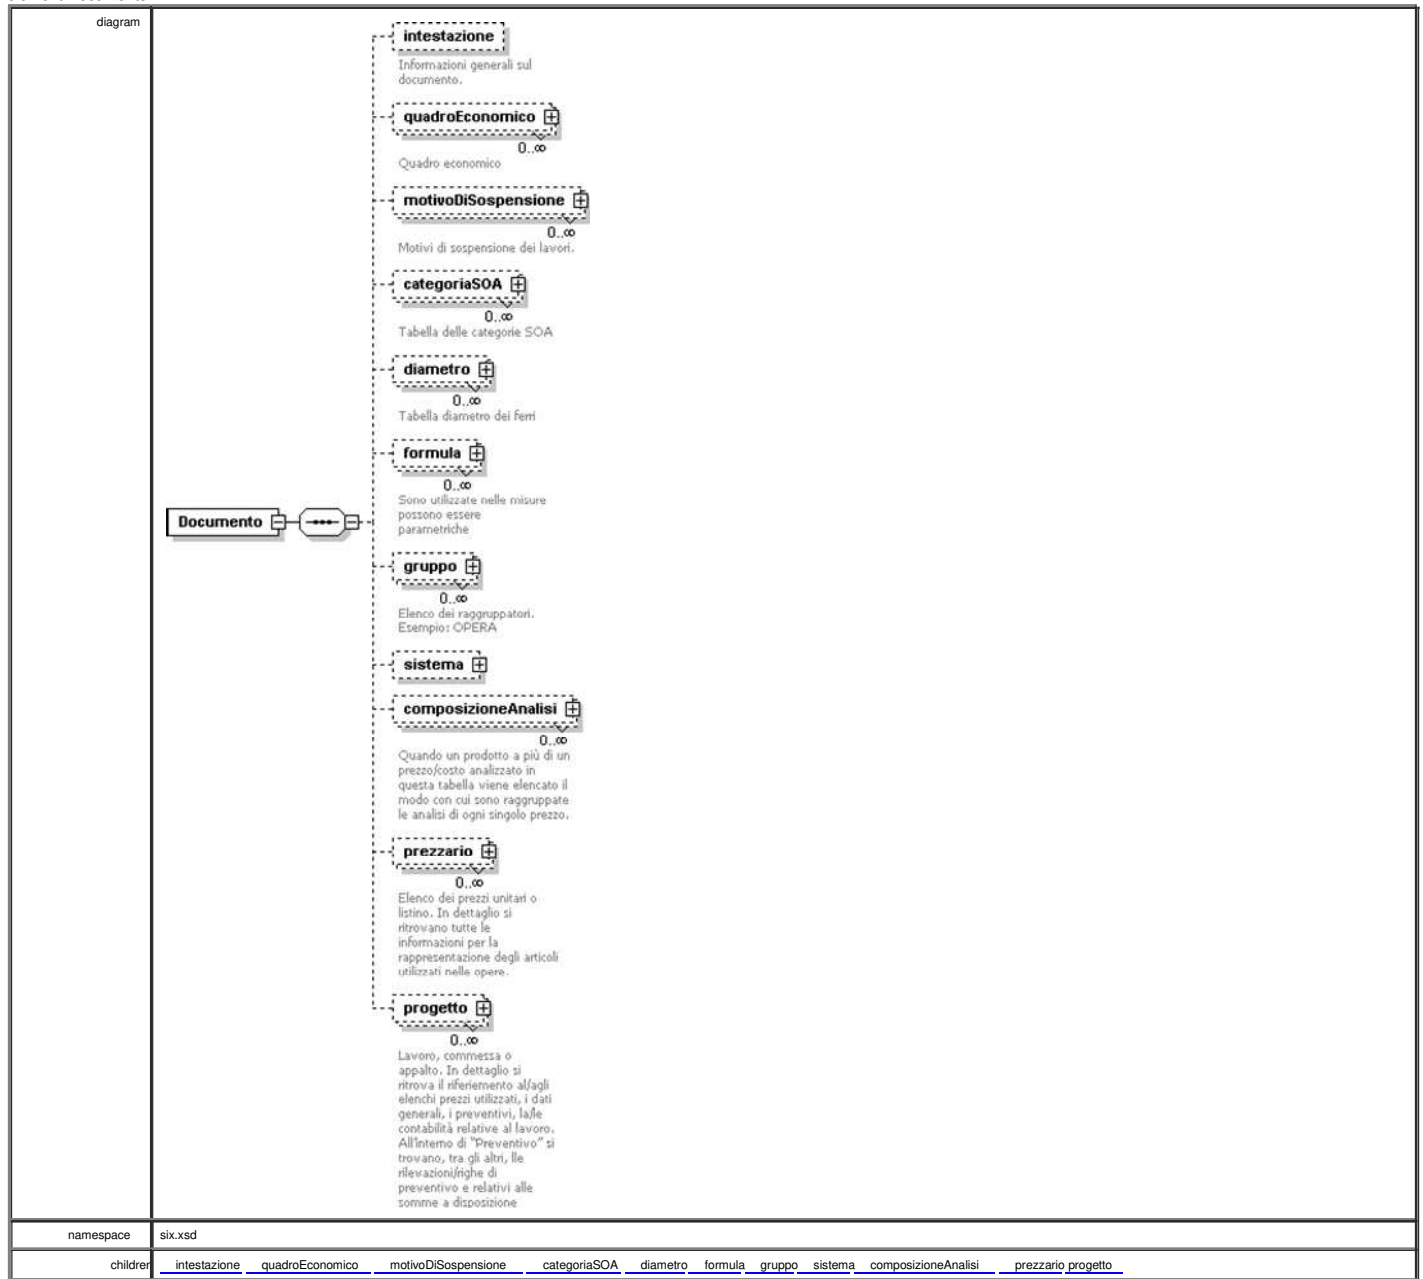 diagram
intestazione
Informazioni generali sul
documento.
quadroEconomico
0..∞
Quadro economico
motivoDiSospensione
0..∞
Motivi di sospensione dei lavori.
categoriaSOA
0..∞
Tabella delle categorie SOA
diametro
0..∞
Tabella diametro dei ferri
formula
0..∞
Sono utilizzate nelle misure
possono essere
parametriche
Documento
gruppo
0..∞
Elenco dei raggruppatori.
Esempio: OPERA
sistema
composizioneAnalisi
0..∞
Quando un prodotto a più di un
prezzo/costo analizzato in
questa tabella viene elencato il
modo con cui sono raggruppate
le analisi di ogni singolo prezzo.
prezzario
0..∞
Elenco dei prezzi unitari o
listino. In dettaglio si
ritrovano tutte le
informazioni per la
rappresentazione degli articoli
utilizzati nelle opere.
progetto
0..∞
Lavoro, commessa o
appalto. In dettaglio si
ritrova il riferiemento al/agli
elenchi prezzi utilizzati, i dati
generali, i preventivi, la/le
contabilità relative al lavoro.
All'interno di "Preventivo" si
trovano, tra gli altri, lle
rilevazioni/righe di
preventivo e relativi alle
somme a disposizione
namespace six.xsd
children intestazione quadroEconomico motivoDiSospensione categoriaSOA diametro formula gruppo sistema composizioneAnalisi prezzario progetto